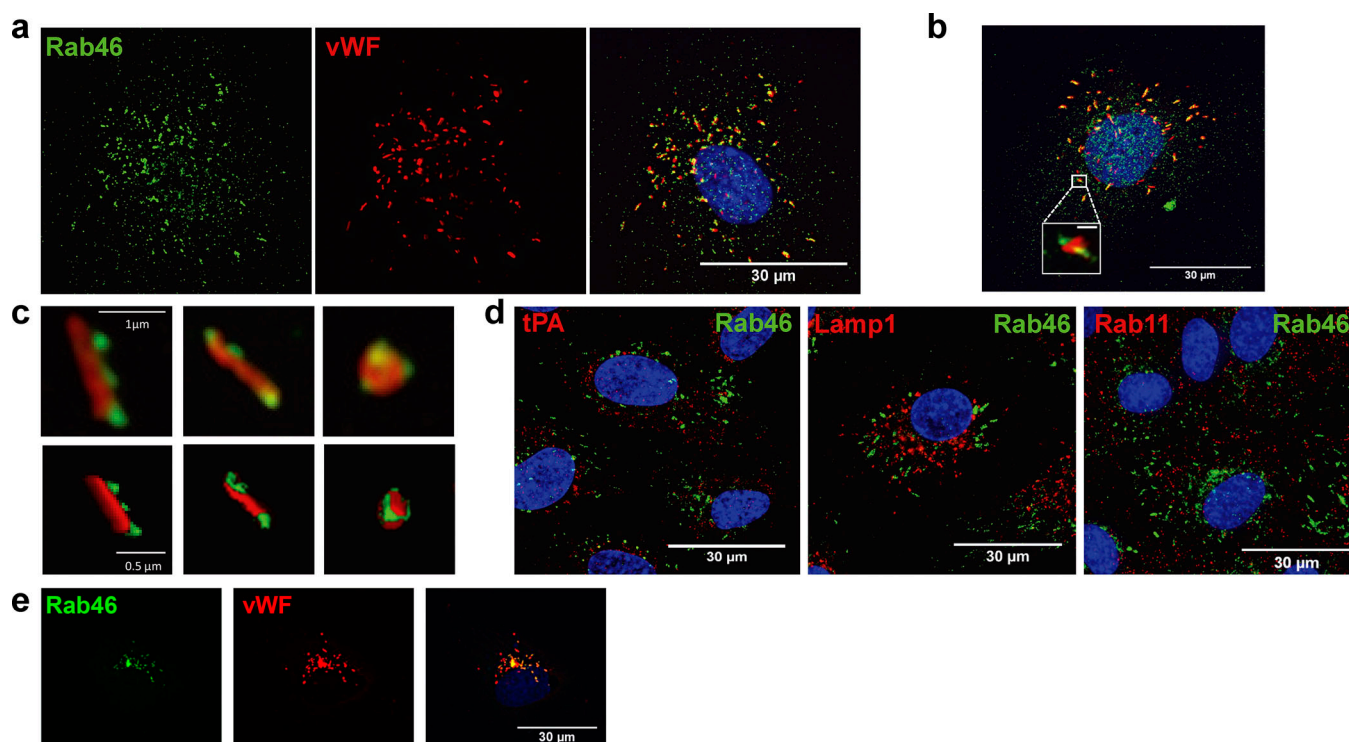 a
Rab46
vWF
30 μm
b
30 μm
c
1μm
0.5 μm
d
tPA
Rab46
30 μm
Lamp1
Rab46
30 μm
Rab11
Rab46
30 μm
e
Rab46
vWF
30 μm